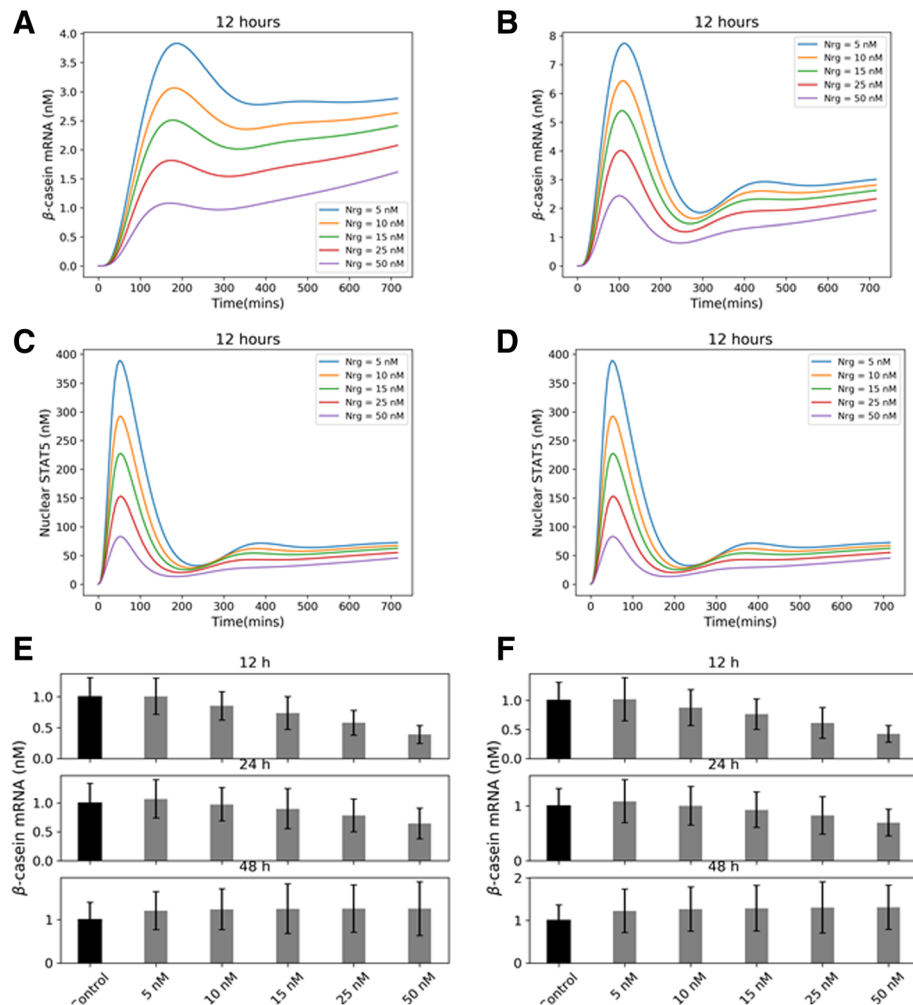 A
12 hours
β-casein mRNA (nM)
4.0
3.5
3.0
2.5
2.0
1.5
1.0
0.5
0.0
Nrg = 5 nM
Nrg = 10 nM
Nrg = 15 nM
Nrg = 25 nM
Nrg = 50 nM
0 100 200 300 400 500 600 700
Time(mins)
B
12 hours
β-casein mRNA (nM)
8
7
6
5
4
3
2
1
0
Nrg = 5 nM
Nrg = 10 nM
Nrg = 15 nM
Nrg = 25 nM
Nrg = 50 nM
0 100 200 300 400 500 600 700
Time(mins)
C
12 hours
Nuclear STAT5 (nM)
400
350
300
250
200
150
100
50
0
Nrg = 5 nM
Nrg = 10 nM
Nrg = 15 nM
Nrg = 25 nM
Nrg = 50 nM
0 100 200 300 400 500 600 700
Time(mins)
D
12 hours
Nuclear STAT5 (nM)
400
350
300
250
200
150
100
50
0
Nrg = 5 nM
Nrg = 10 nM
Nrg = 15 nM
Nrg = 25 nM
Nrg = 50 nM
0 100 200 300 400 500 600 700
Time(mins)
E
β-casein mRNA (nM)
12 h
1.0
0.5
0.0
24 h
1.0
0.5
0.0
48 h
1
0
Control 5 nM 10 nM 15 nM 25 nM 50 nM
F
β-casein mRNA (nM)
12 h
1.0
0.5
0.0
24 h
1
0
48 h
2
1
0
Control 5 nM 10 nM 15 nM 25 nM 50 nM